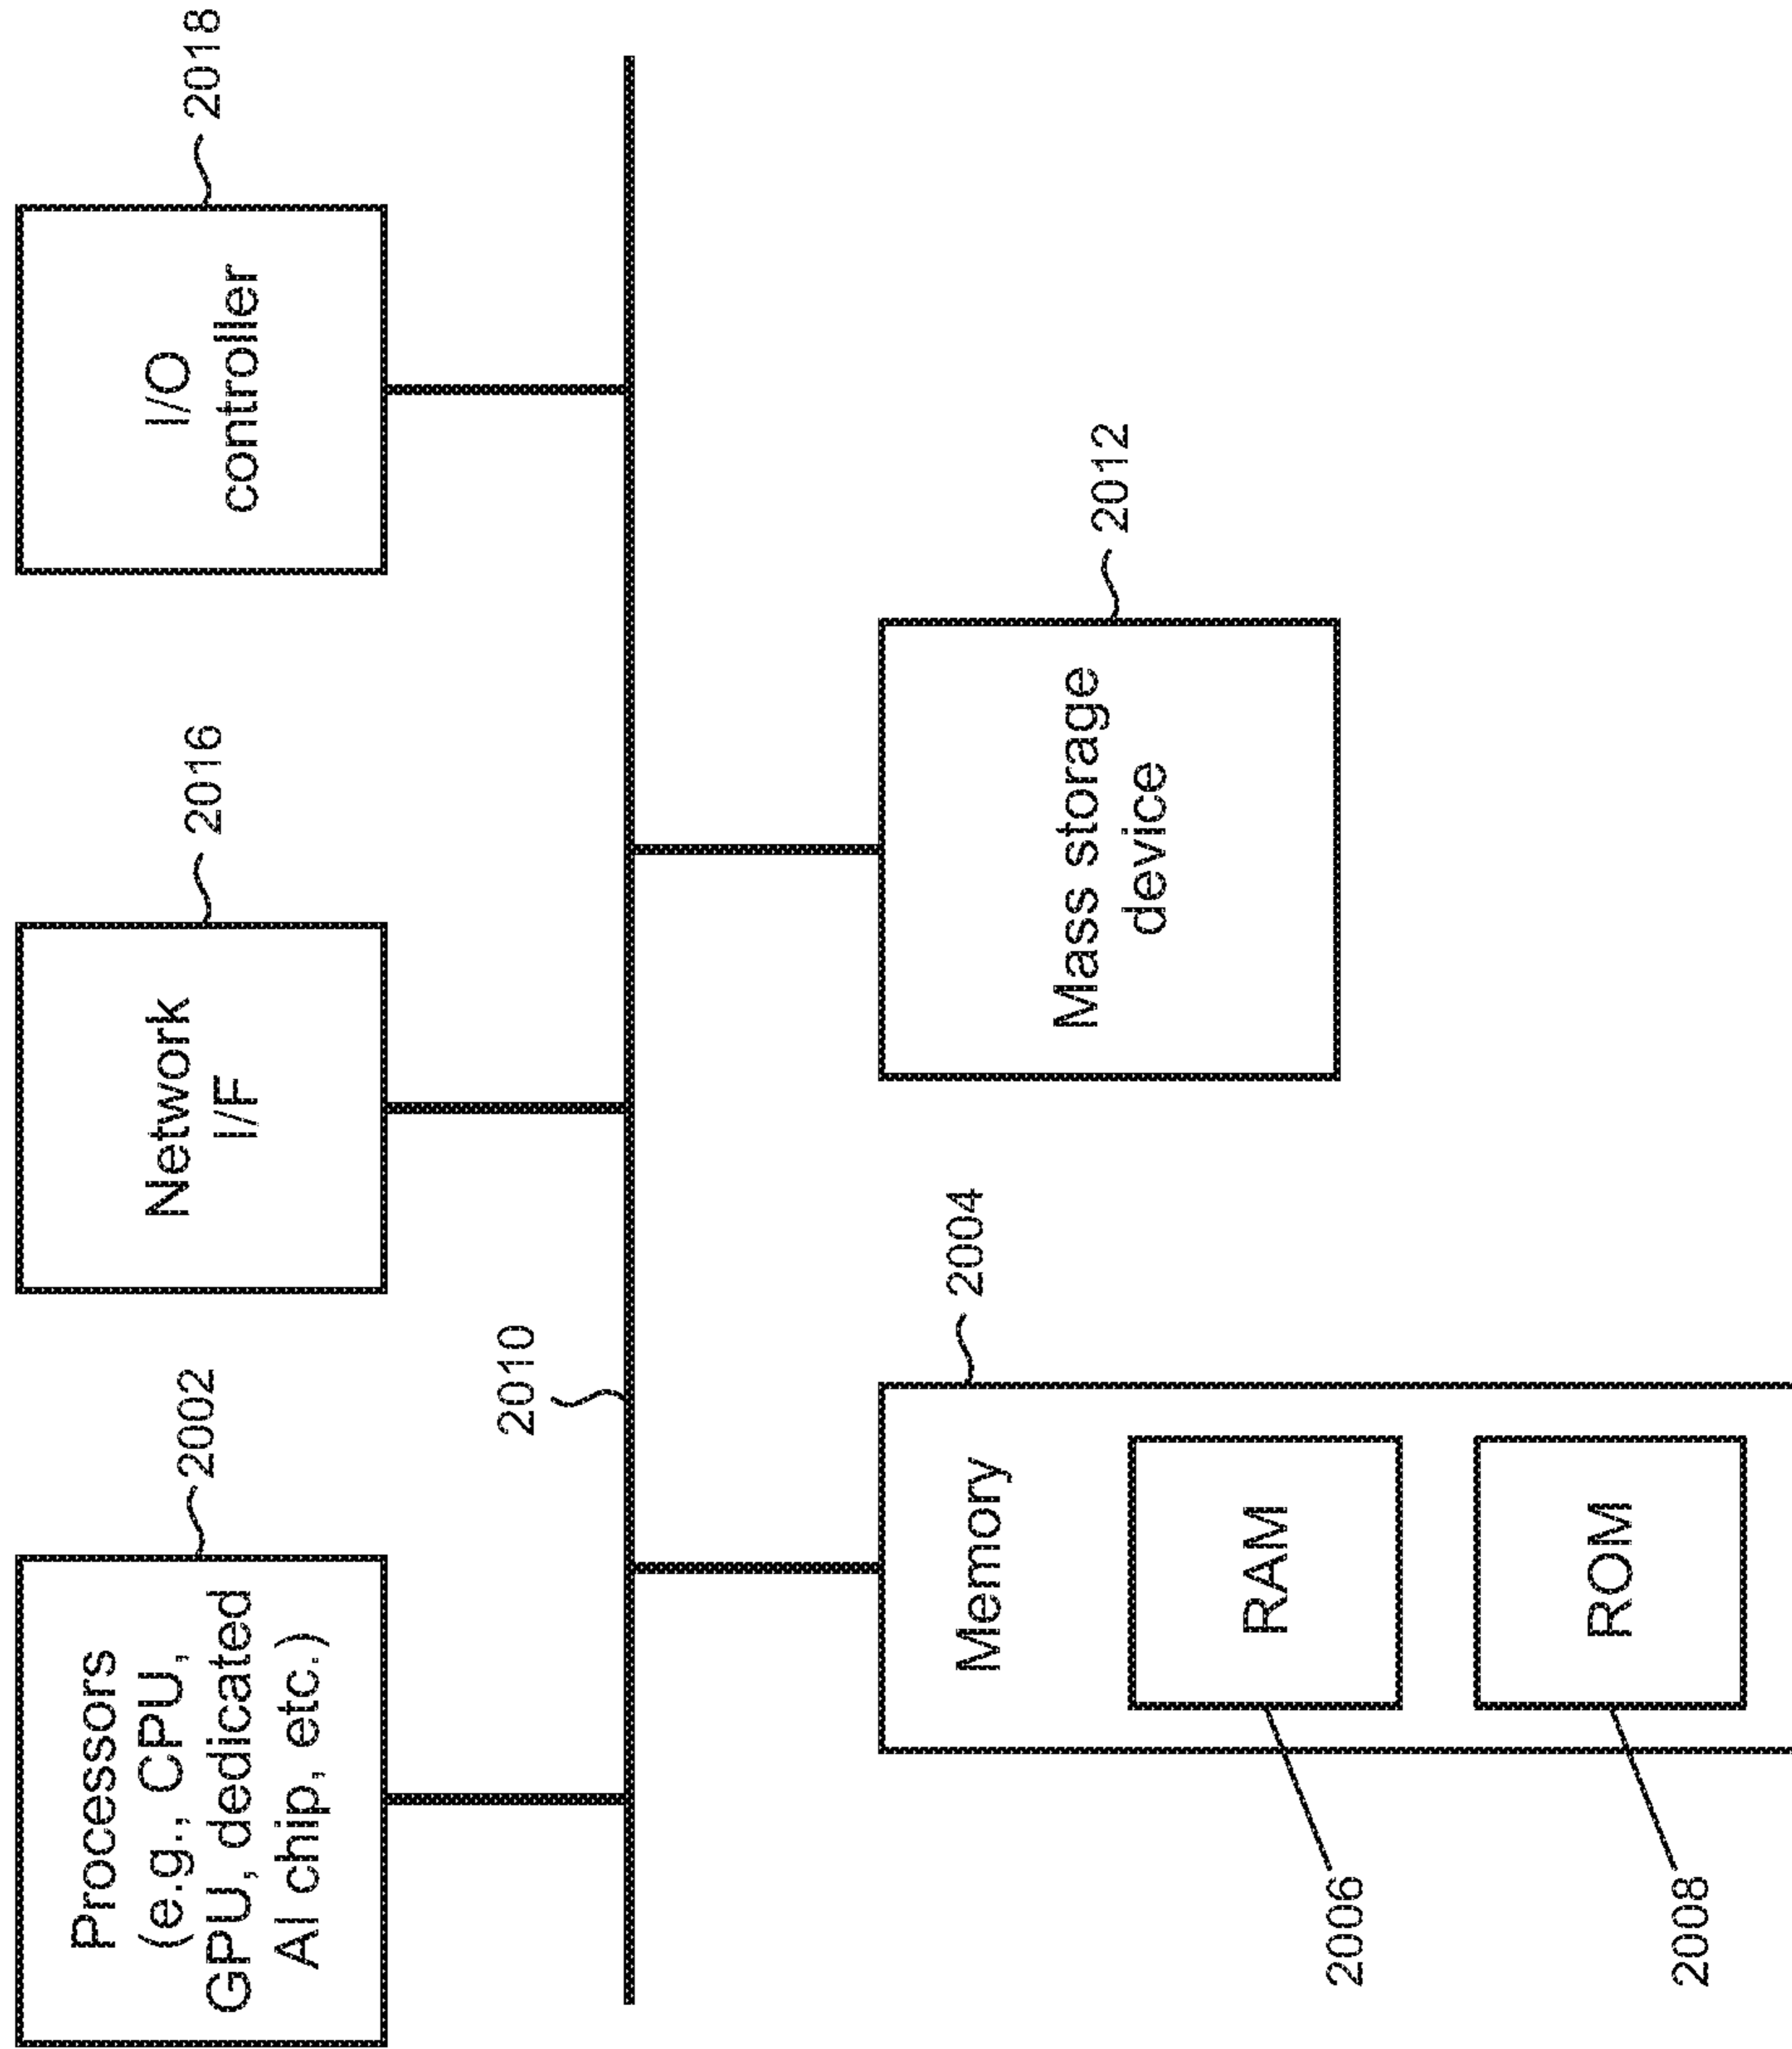 Processors
(e.g., CPU,
GPU, dedicated
AI chip, etc.)
2002
Network
I/F
2016
I/O
controller
2018
2010
Memory
2004
RAM
2006
ROM
2008
Mass storage
device
2012